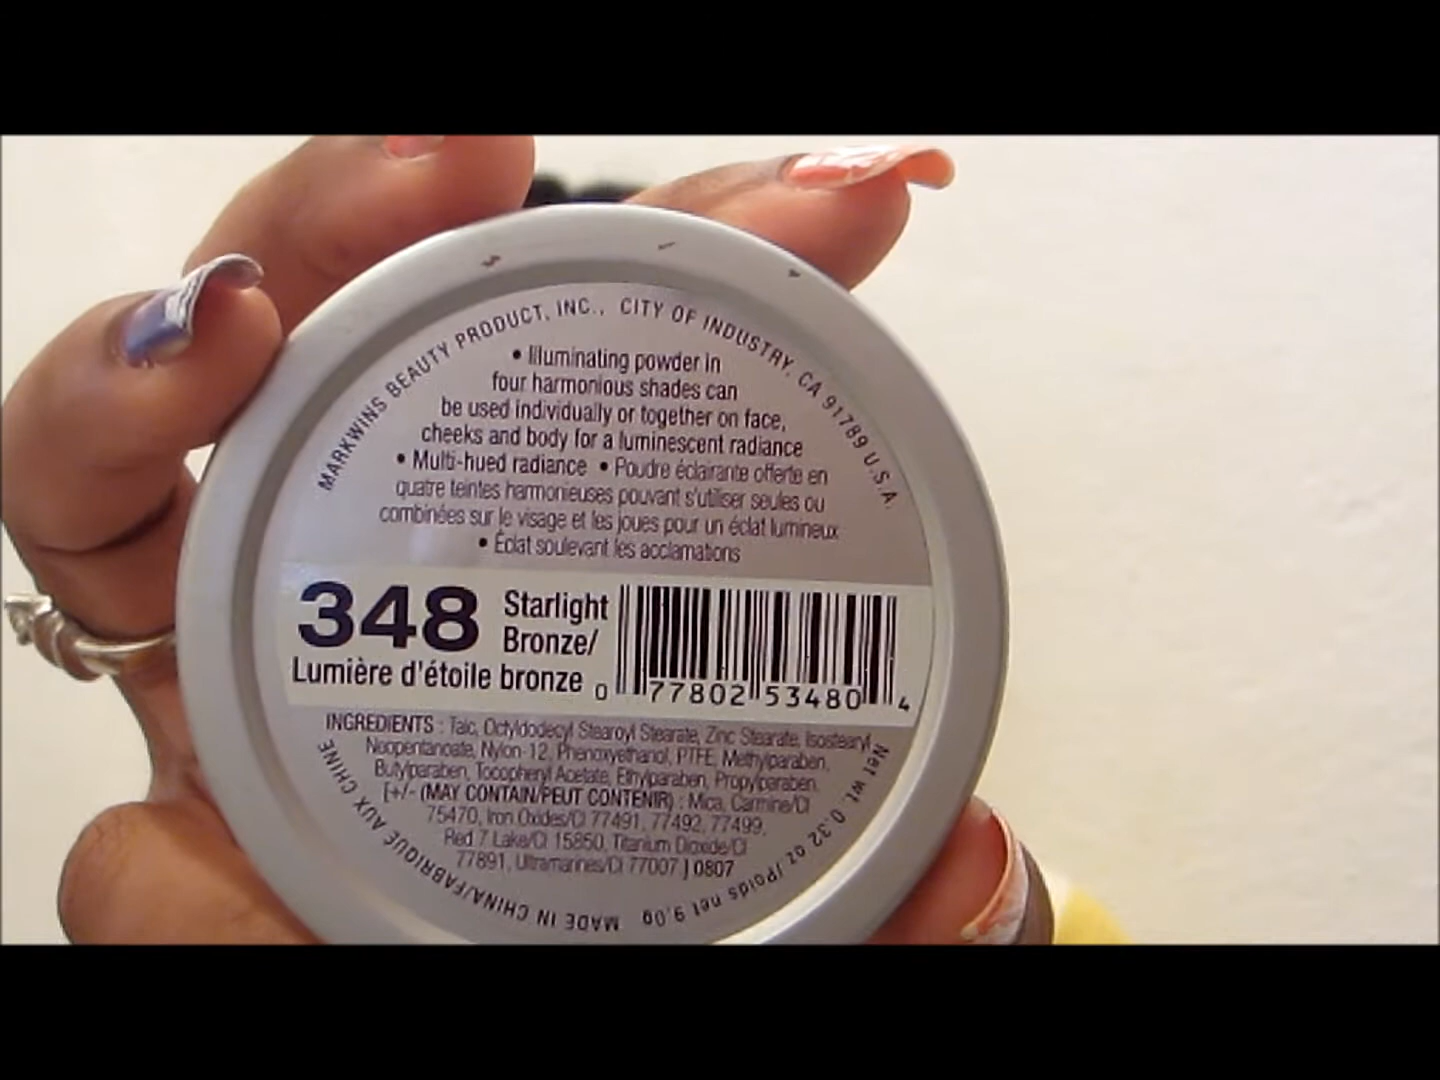 MARKWINS BEAUTY PRODUCT, INC., CITY OF INDUSTRY, CA 91789 U.S.A.
• Illuminating powder in
four harmonious shades can
be used individually or together on face,
cheeks and body for a luminescent radiance
• Multi-hued radiance • Poudre éclairante offerte en
quatre teintes harmonieuses pouvant s'utiliser seules ou
combinées sur le visage et les joues pour un éclat lumineux
• Éclat soulevant les acclamations
348 Starlight
Bronze/
Lumière d'étoile bronze
0 77802 53480 4
INGREDIENTS : Talc, Octyldodecyl Stearoyl Stearate, Zinc Stearate, Isostearyl
Neopentanoate, Nylon-12, Phenoxyethanol, PTFE, Methylparaben,
Butylparaben, Tocopheryl Acetate, Ethylparaben, Propylparaben.
[+/- (MAY CONTAIN/PEUT CONTENIR) : Mica, Carmine/CI
75470, Iron Oxides/CI 77491, 77492, 77499,
Red 7 Lake/CI 15850, Titanium Dioxide/CI
77891, Ultramarines/CI 77007 ] 0807
Net wt. 0.32 oz /Poids net 9.0g
MADE IN CHINA/FABRIQUE AUX CHINE